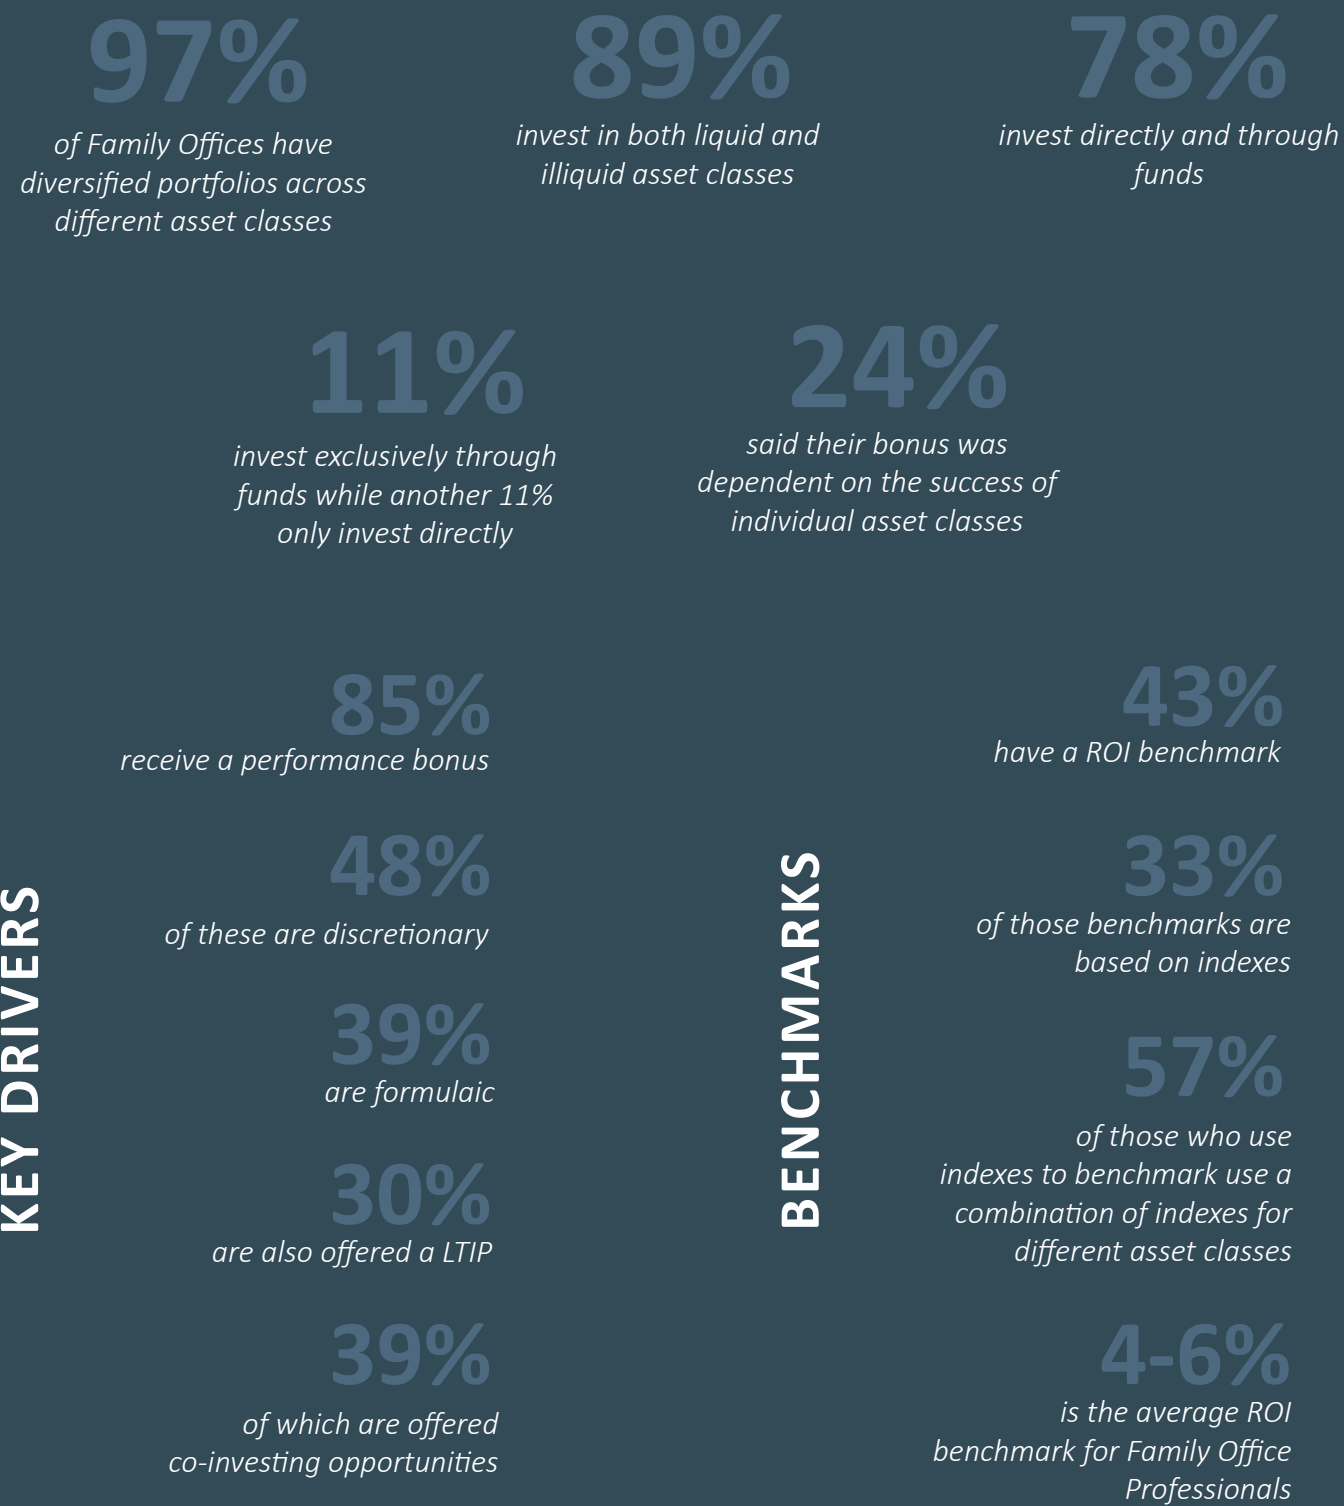 97%
of Family Offices have
diversified portfolios across
different asset classes
89%
invest in both liquid and
illiquid asset classes
78%
invest directly and through
funds
11%
invest exclusively through
funds while another 11%
only invest directly
24%
said their bonus was
dependent on the success of
individual asset classes
KEY DRIVERS
85%
receive a performance bonus
48%
of these are discretionary
39%
are formulaic
30%
are also offered a LTIP
39%
of which are offered
co-investing opportunities
BENCHMARKS
43%
have a ROI benchmark
33%
of those benchmarks are
based on indexes
57%
of those who use
indexes to benchmark use a
combination of indexes for
different asset classes
4-6%
is the average ROI
benchmark for Family Office
Professionals